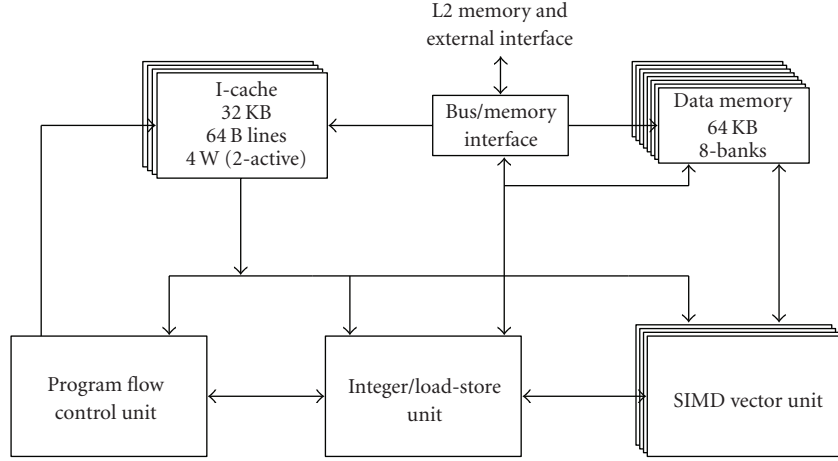 L2 memory and
external interface
I-cache
32 KB
64 B lines
4 W (2-active)
Bus/memory
interface
Data memory
64 KB
8-banks
Program flow
control unit
Integer/load-store
unit
SIMD vector unit